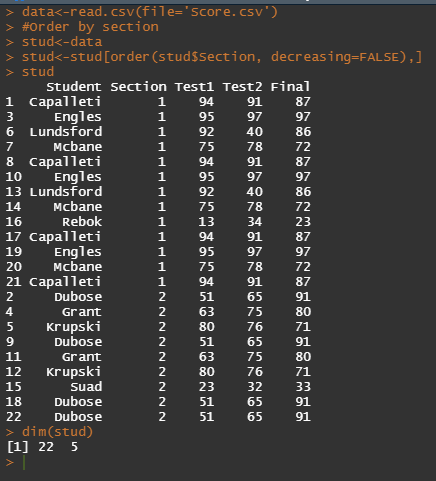 > data<-read.csv(file='Score.csv')
> #Order by section
> stud<-data
> stud<-stud[order(stud$Section, decreasing=FALSE),]
> stud
Student Section Test1 Test2 Final
1 Capalleti 1 94 91 87
3 Engles 1 95 97 97
6 Lundsford 1 92 40 86
7 Mcbane 1 75 78 72
8 Capalleti 1 94 91 87
10 Engles 1 95 97 97
13 Lundsford 1 92 40 86
14 Mcbane 1 75 78 72
16 Rebok 1 13 34 23
17 Capalleti 1 94 91 87
19 Engles 1 95 97 97
20 Mcbane 1 75 78 72
21 Capalleti 1 94 91 87
2 Dubose 2 51 65 91
4 Grant 2 63 75 80
5 Krupski 2 80 76 71
9 Dubose 2 51 65 91
11 Grant 2 63 75 80
12 Krupski 2 80 76 71
15 Suad 2 23 32 33
18 Dubose 2 51 65 91
22 Dubose 2 51 65 91
> dim(stud)
[1] 22 5
>